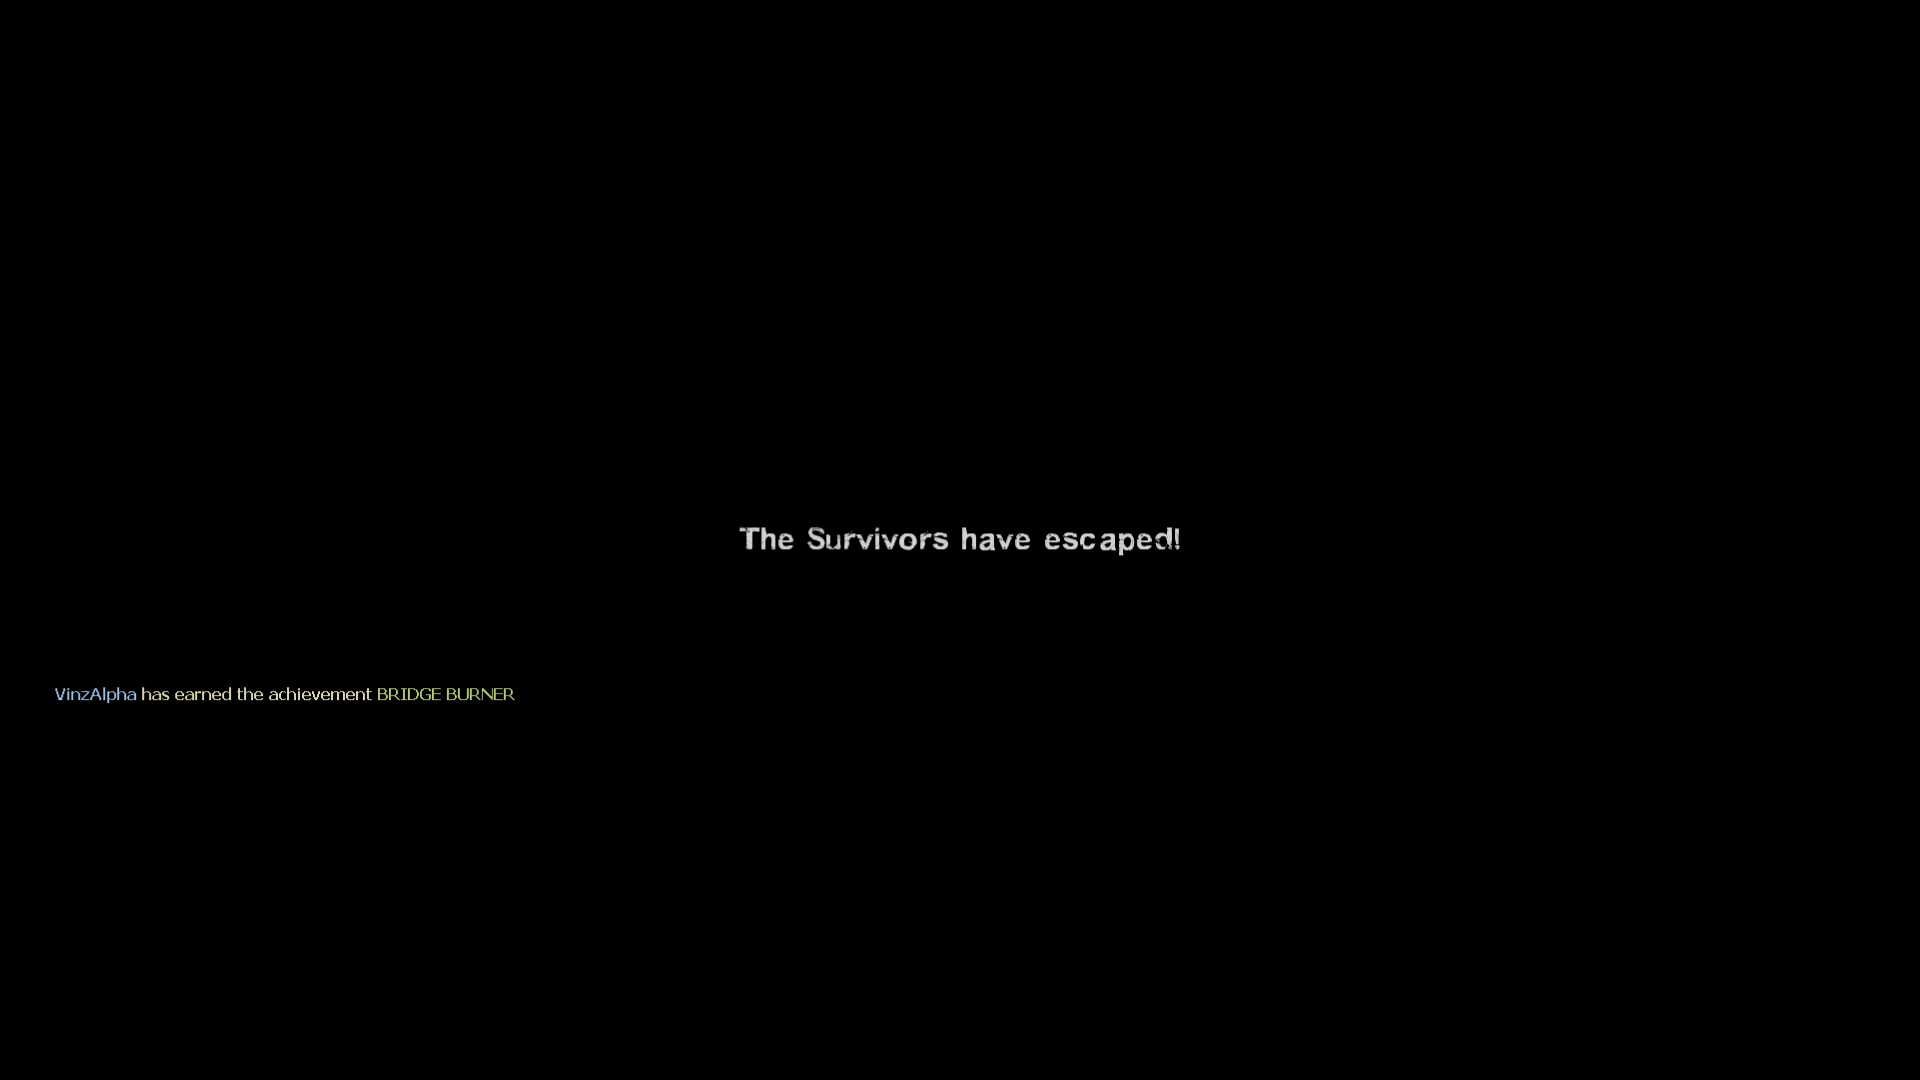 The Survivors have escaped!
VinzAlpha has earned the achievement BRIDGE BURNER